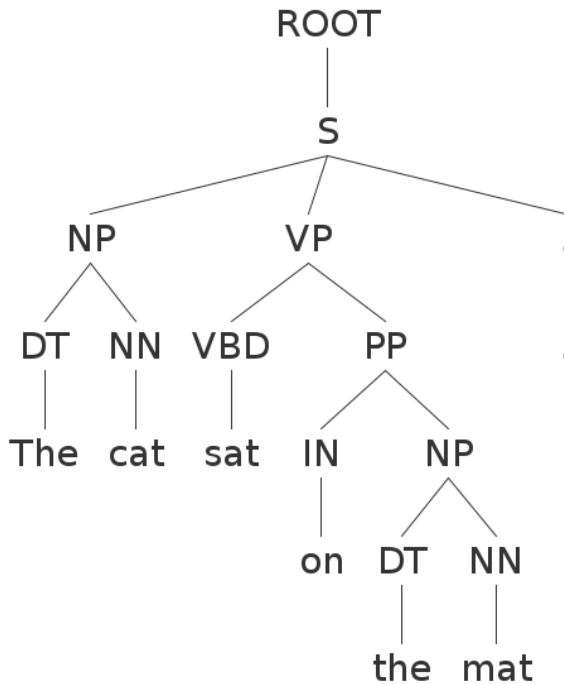 ROOT
S
NP VP
DT NN VBD PP
The cat sat IN NP
on DT NN
the mat